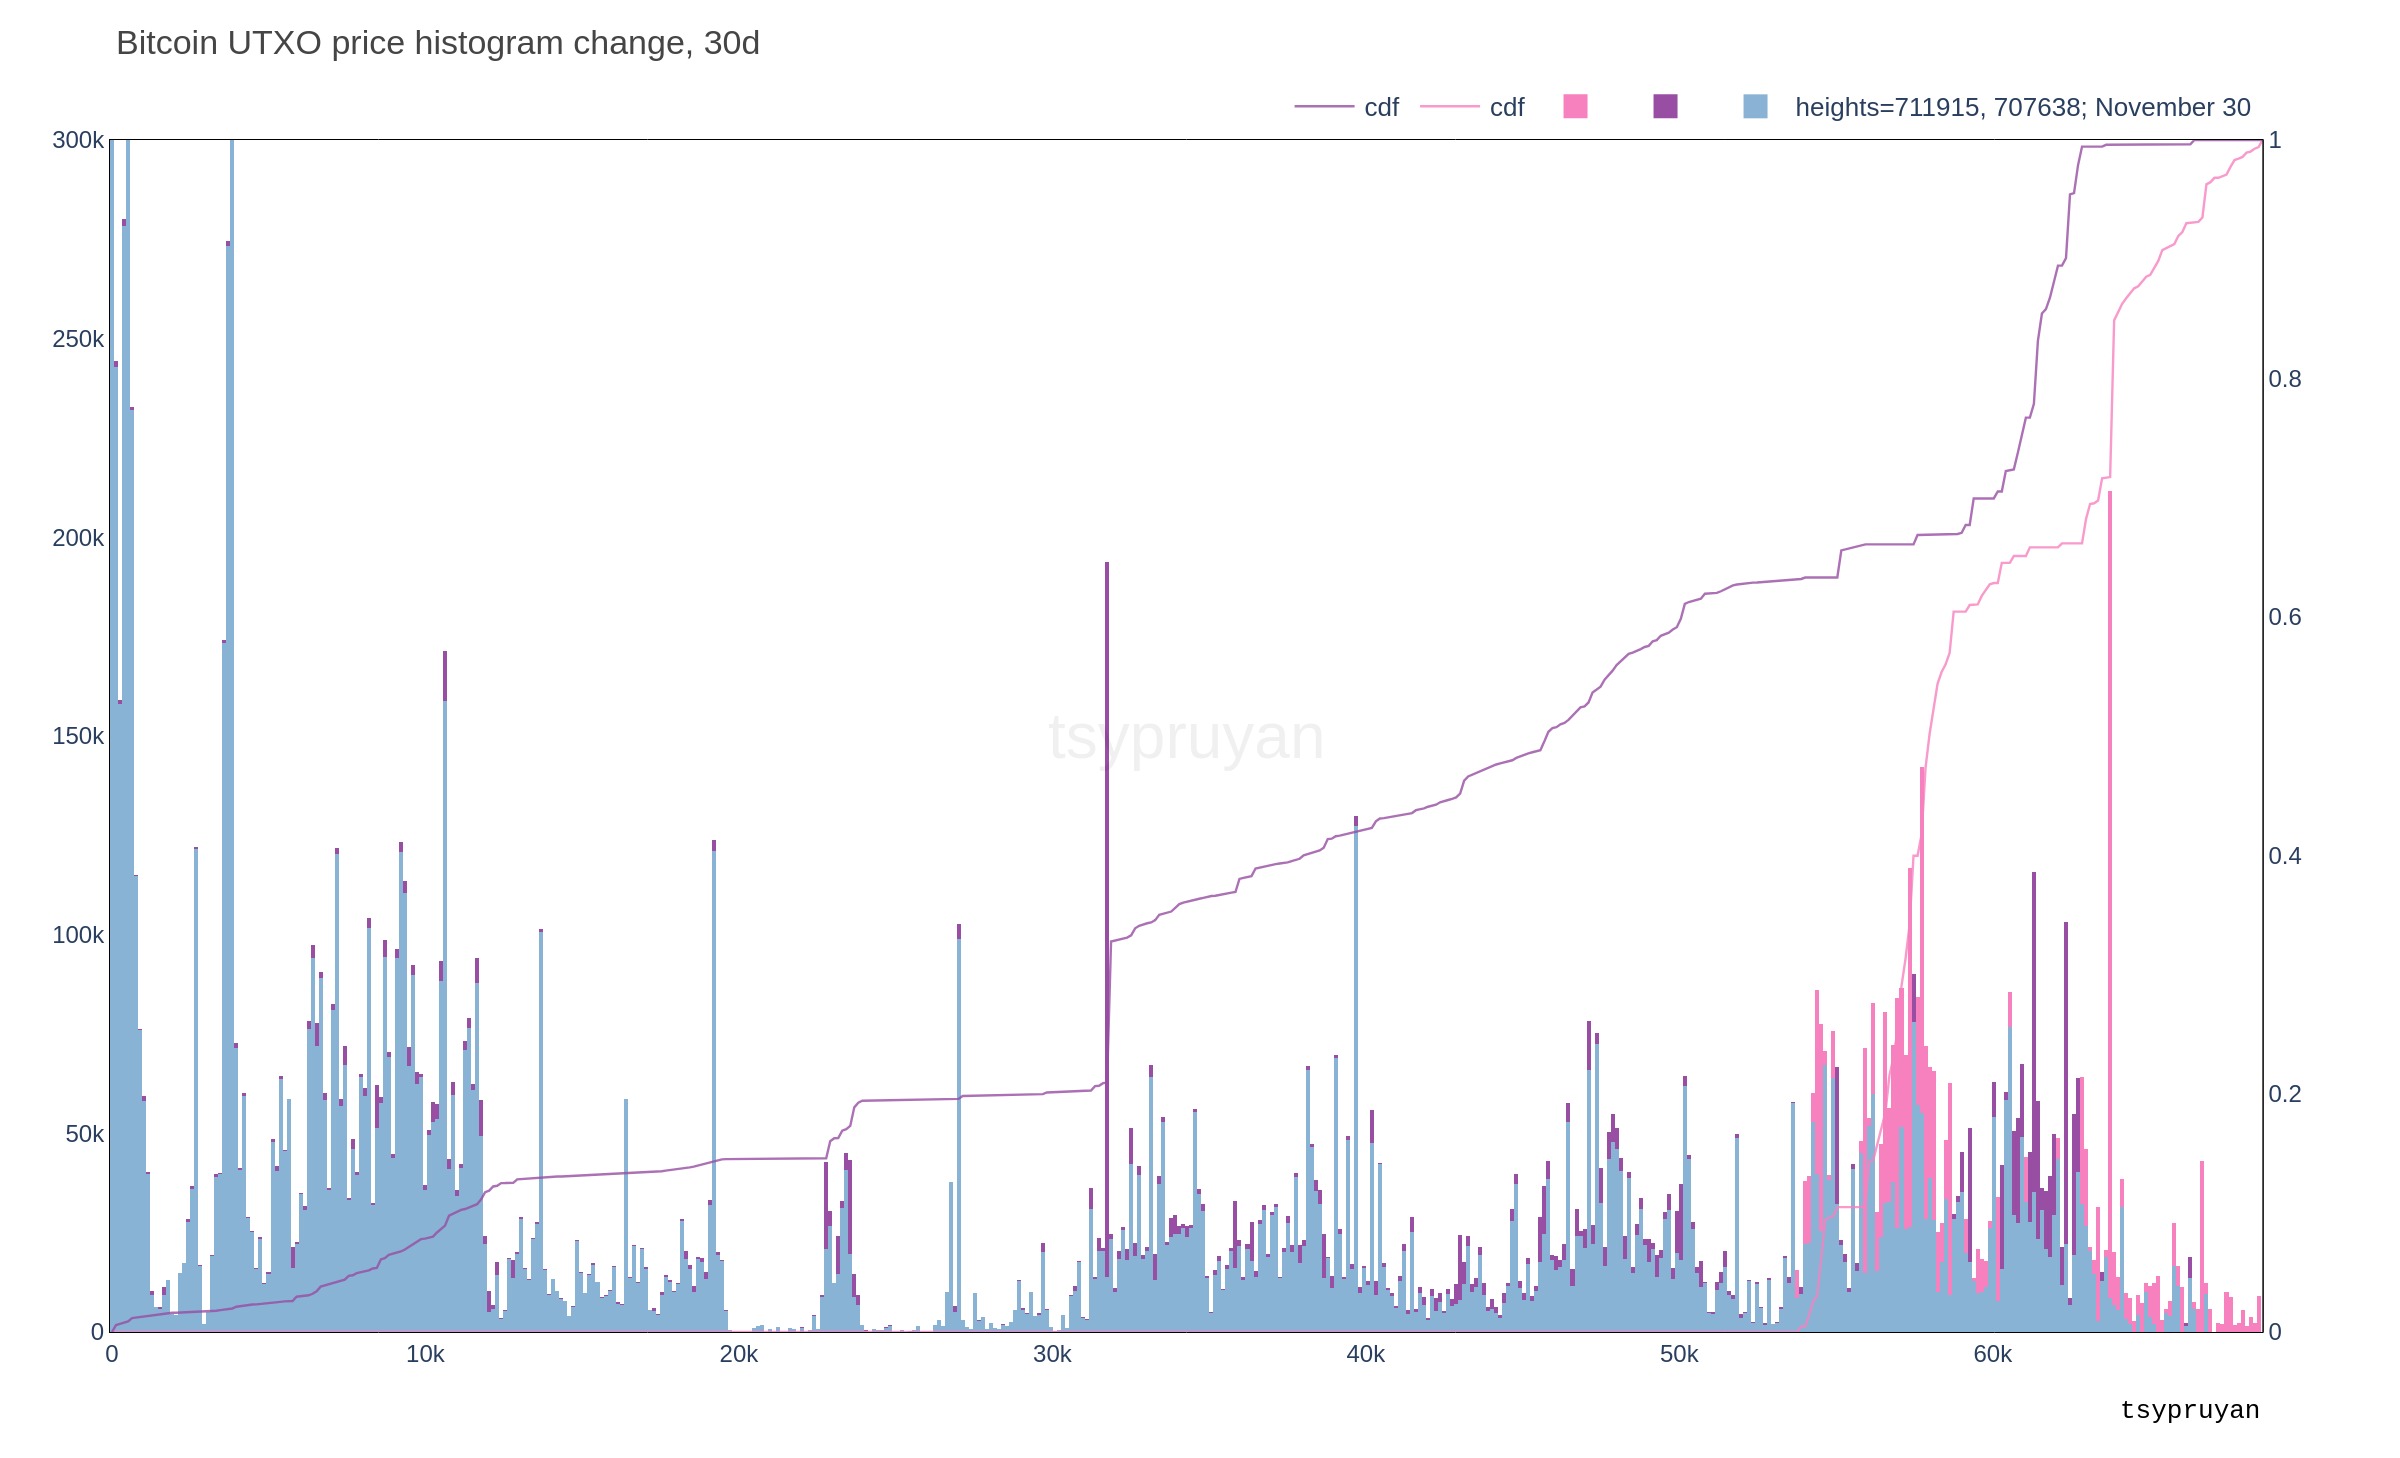 Bitcoin UTXO price histogram change, 30d
cdf cdf heights=711915, 707638; November 30
300k
250k
200k
150k
100k
50k
0
1
0.8
0.6
0.4
0.2
0
tsypruyan
0 10k 20k 30k 40k 50k 60k
tsypruyan